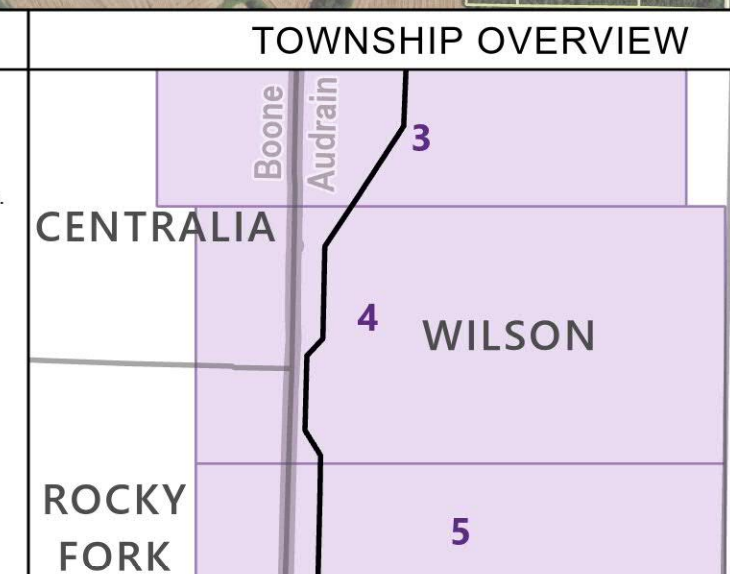 TOWNSHIP OVERVIEW
Boone
Audrain
3
CENTRALIA
4
WILSON
ROCKY
FORK
5